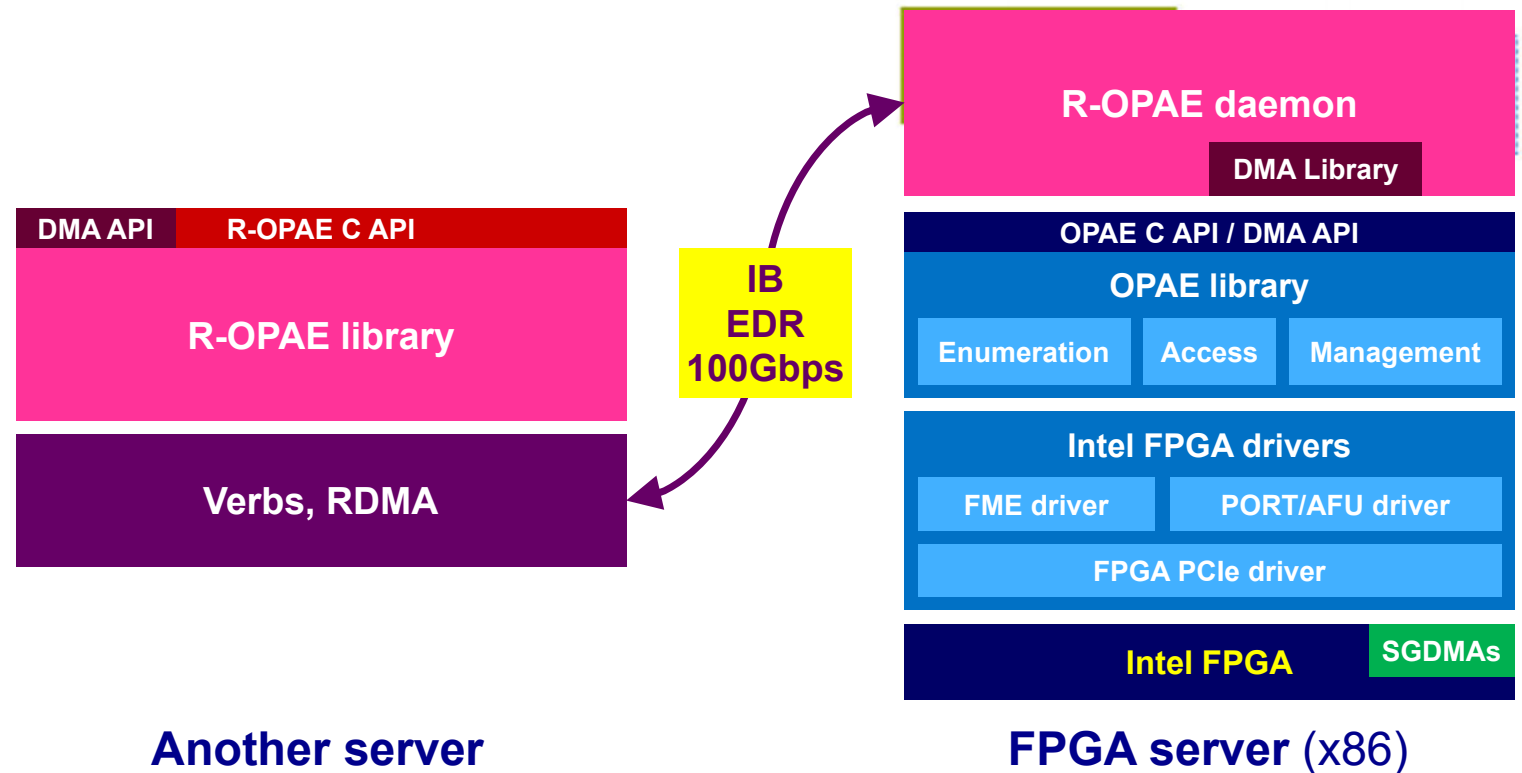 R-OPAE daemon
DMA Library
DMA API
R-OPAE C API
R-OPAE library
Verbs, RDMA
IB
EDR
100Gbps
OPAE C API / DMA API
OPAE library
Enumeration
Access
Management
Intel FPGA drivers
FME driver
PORT/AFU driver
FPGA PCIe driver
Intel FPGA
SGDMAs
Another server
FPGA server (x86)